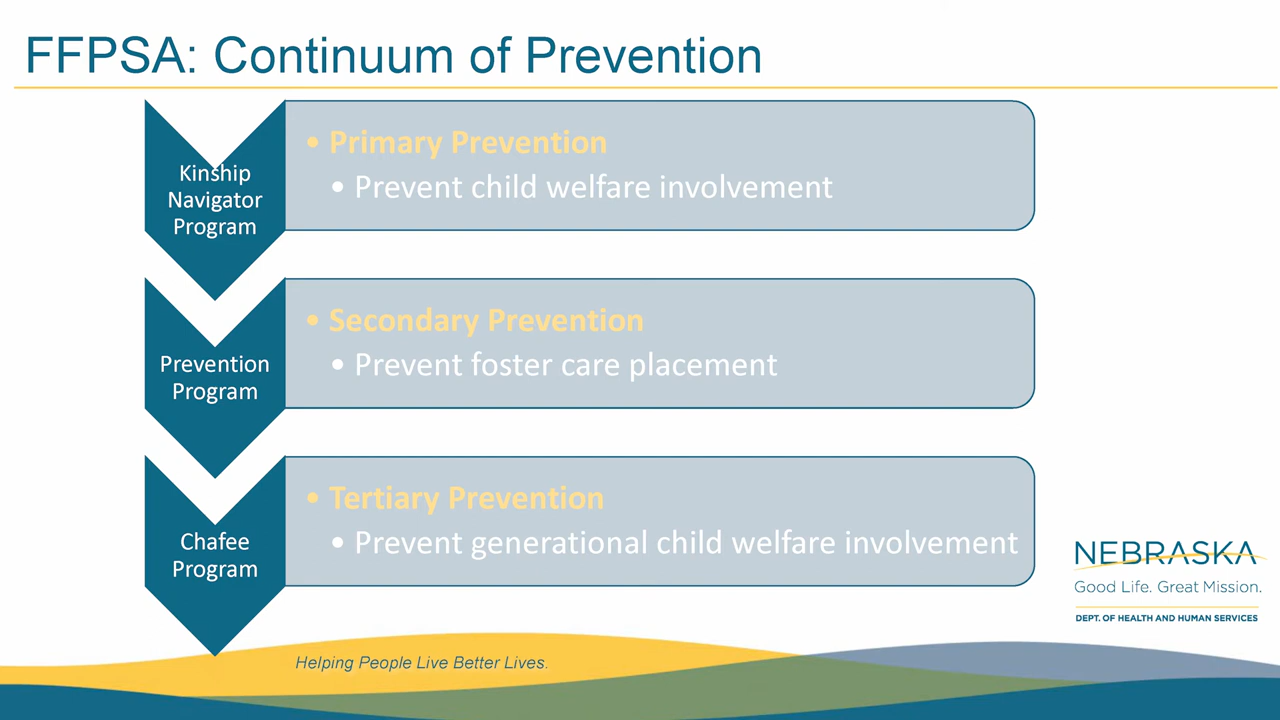 FFPSA: Continuum of Prevention
Kinship
Navigator
Program
• Primary Prevention
• Prevent child welfare involvement
Prevention
Program
• Secondary Prevention
• Prevent foster care placement
Chafee
Program
• Tertiary Prevention
• Prevent generational child welfare involvement
NEBRASKA
Good Life. Great Mission.
DEPT. OF HEALTH AND HUMAN SERVICES
Helping People Live Better Lives.